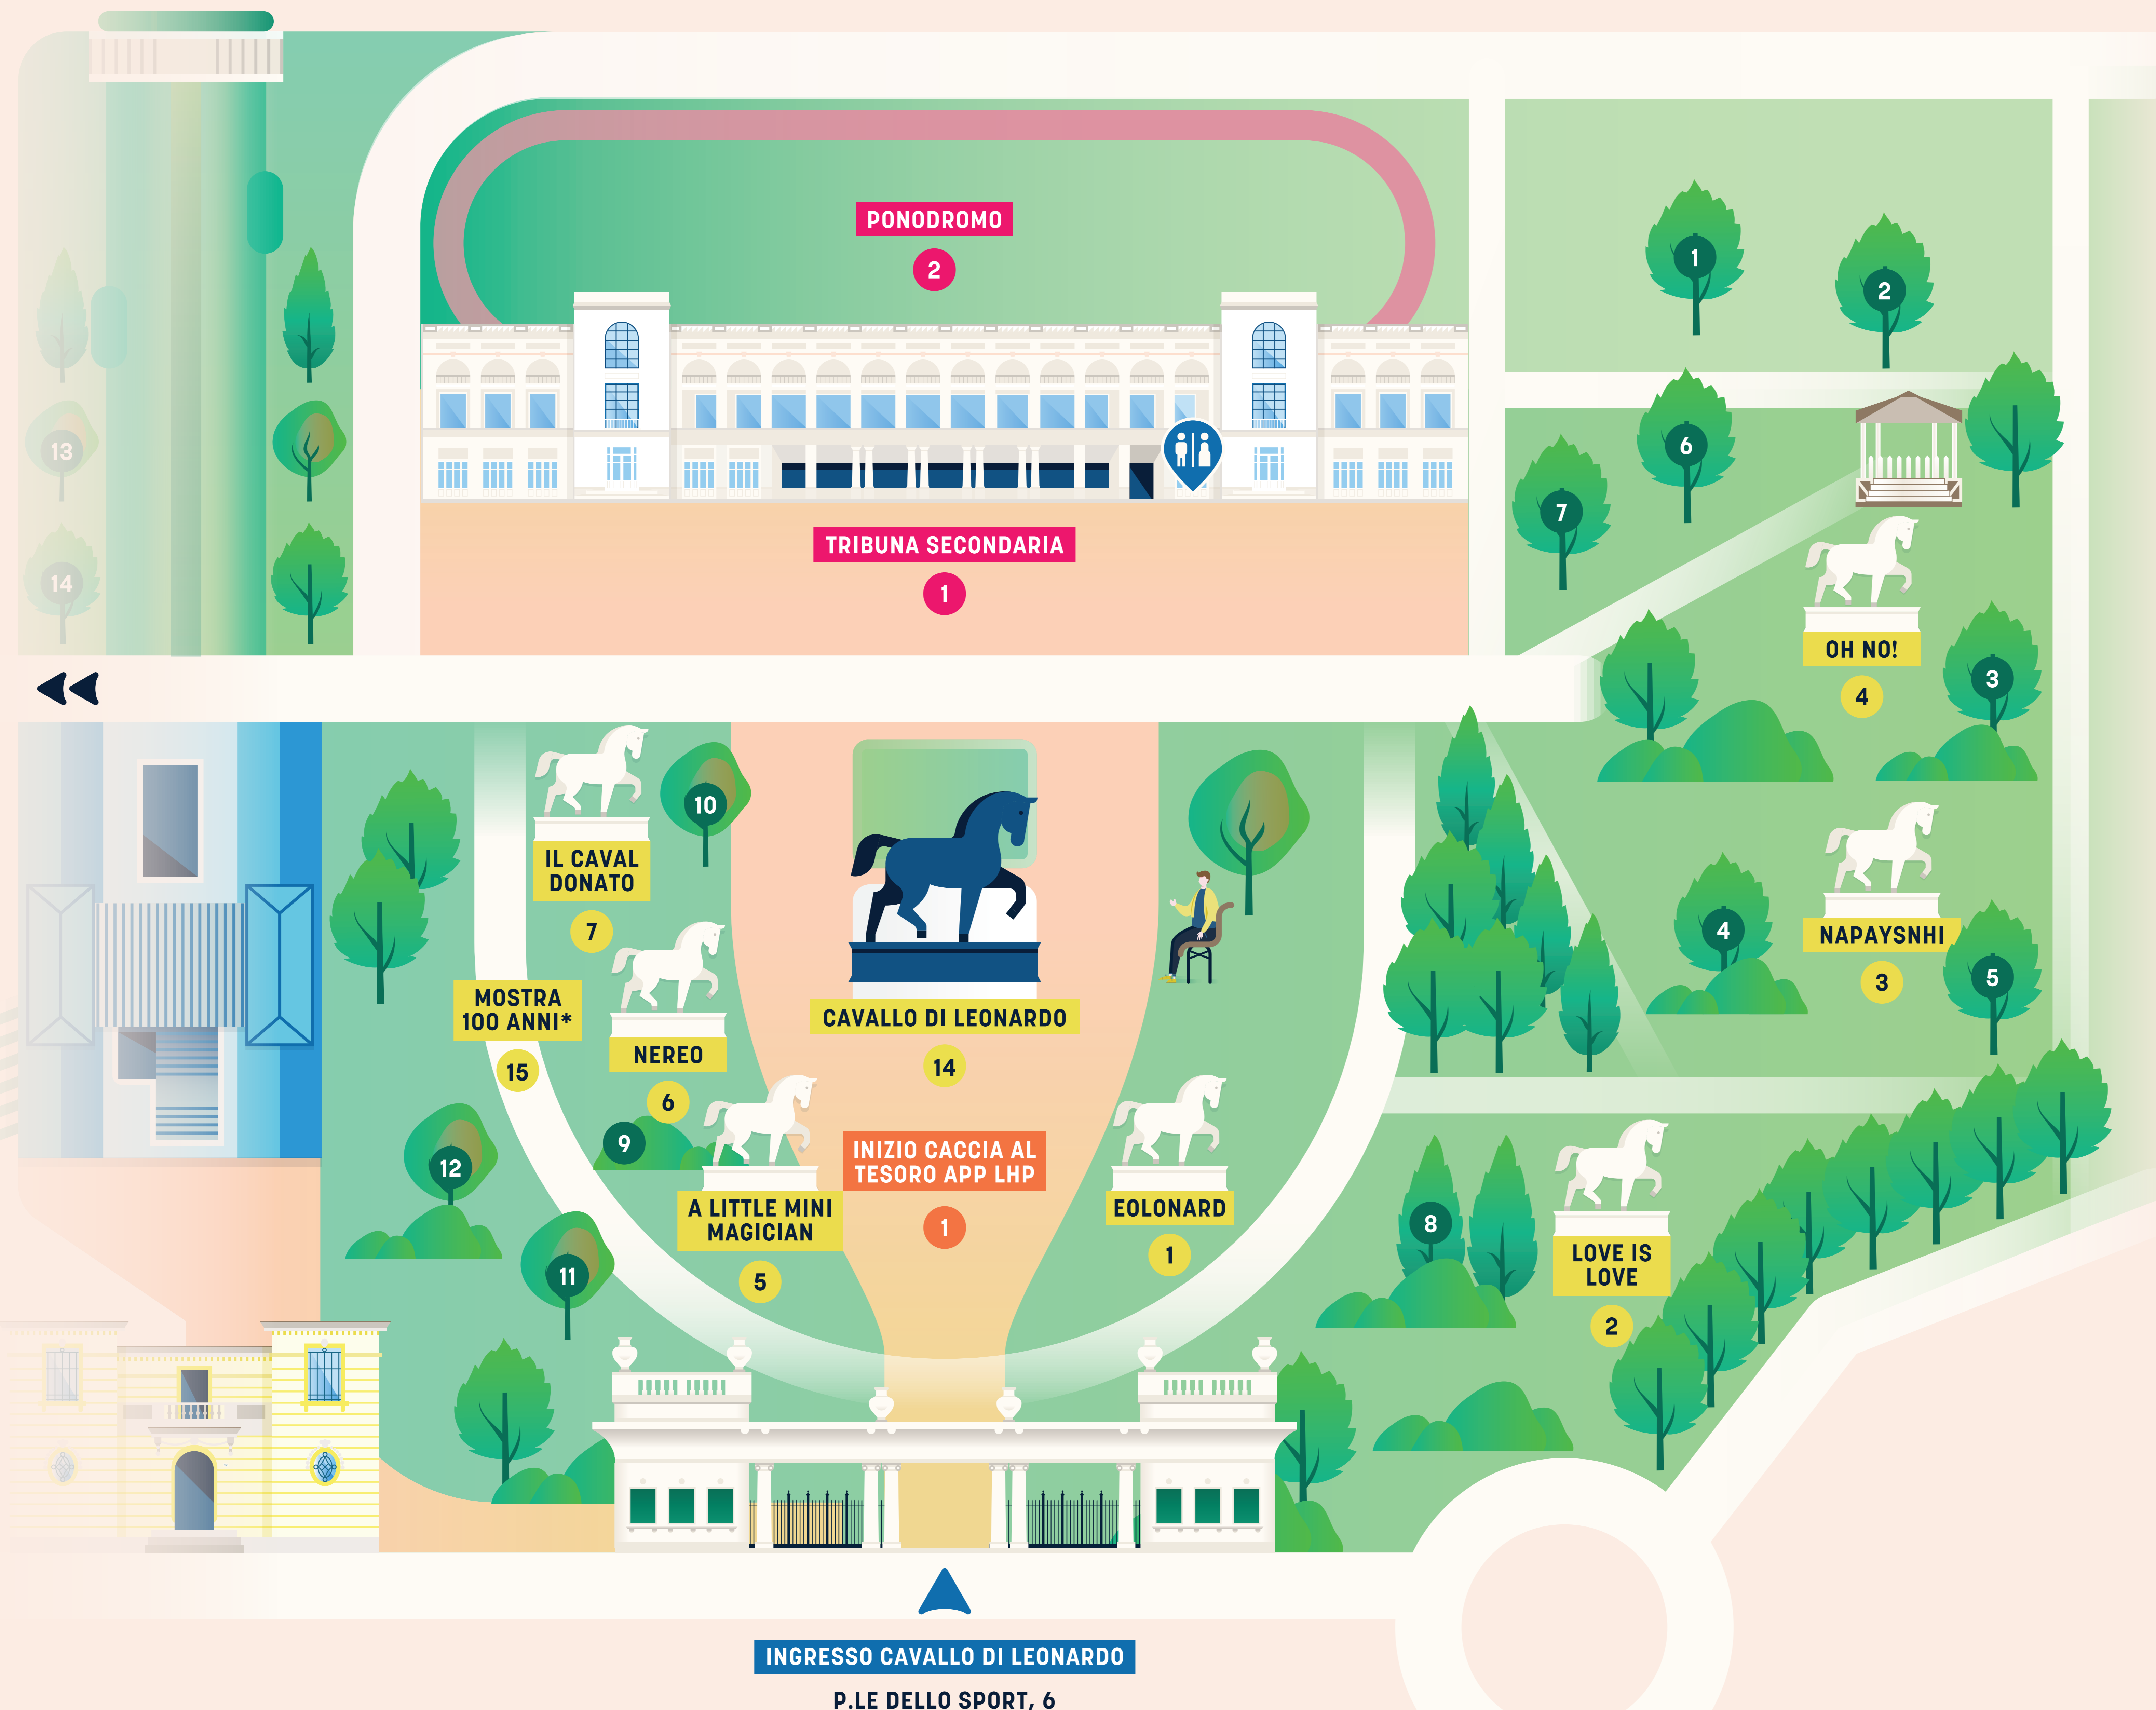 PONODROMO
2
1
2
13
6
7
14
TRIBUNA SECONDARIA
1
OH NO!
4
3
10
IL CAVAL
DONATO
7
4
NAPAYSNHI
3
5
MOSTRA
100 ANNI*
15
NEREO
6
CAVALLO DI LEONARDO
14
9
12
INIZIO CACCIA AL
TESORO APP LHP
1
A LITTLE MINI
MAGICIAN
5
EOLONARD
1
11
8
LOVE IS
LOVE
2
INGRESSO CAVALLO DI LEONARDO
P.LE DELLO SPORT, 6